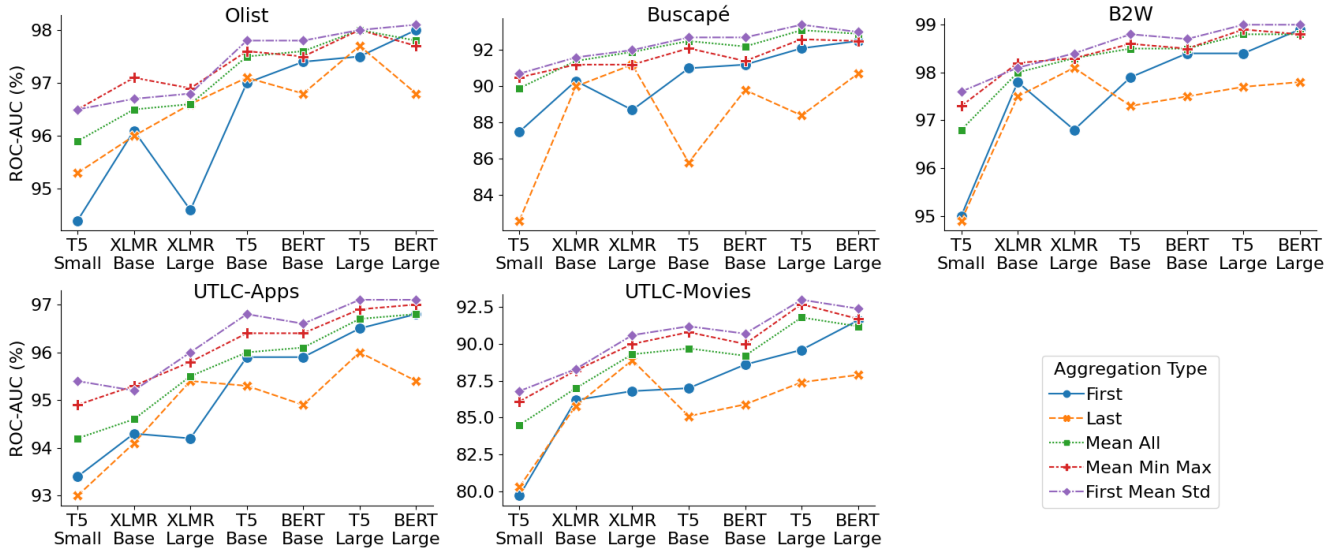 Olist
ROC-AUC (%)
98
97
96
95
T5 Small
XLMR Base
XLMR Large
T5 Base
BERT Base
T5 Large
BERT Large
Buscapé
92
90
88
86
84
T5 Small
XLMR Base
XLMR Large
T5 Base
BERT Base
T5 Large
BERT Large
B2W
99
98
97
96
95
T5 Small
XLMR Base
XLMR Large
T5 Base
BERT Base
T5 Large
BERT Large
UTLC-Apps
ROC-AUC (%)
97
96
95
94
93
T5 Small
XLMR Base
XLMR Large
T5 Base
BERT Base
T5 Large
BERT Large
UTLC-Movies
92.5
90.0
87.5
85.0
82.5
80.0
T5 Small
XLMR Base
XLMR Large
T5 Base
BERT Base
T5 Large
BERT Large
Aggregation Type
First
Last
Mean All
Mean Min Max
First Mean Std